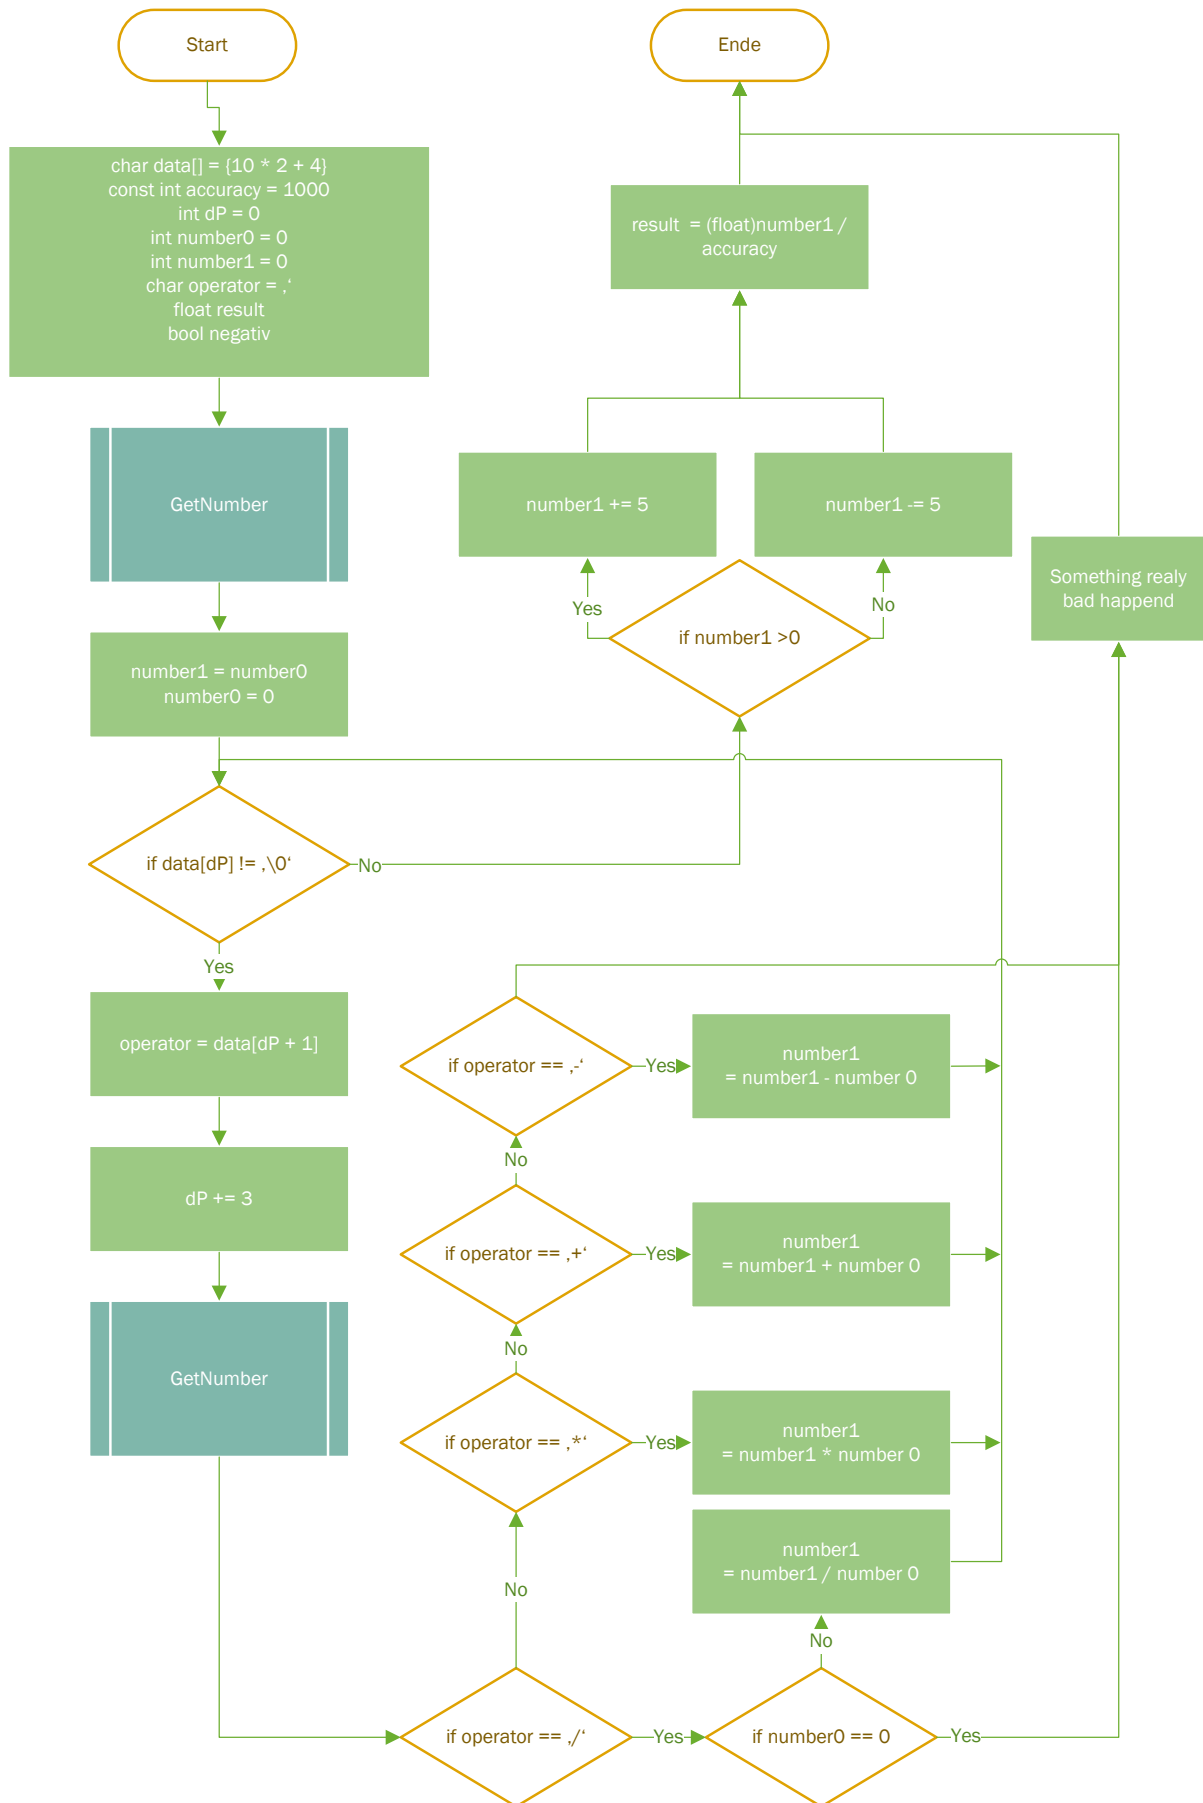 Start
char data[] = {10 * 2 + 4}
const int accuracy = 1000
int dP = 0
int number0 = 0
int number1 = 0
char operator = ‚‘
float result
bool negativ
GetNumber
number1 = number0
number0 = 0
if data[dP] != ‚\0‘
No
Yes
operator = data[dP + 1]
dP += 3
GetNumber
Ende
result = (float)number1 /
accuracy
number1 += 5
number1 -= 5
Yes
No
if number1 >0
Something realy
bad happend
if operator == ‚-‘
Yes
number1
= number1 - number 0
No
if operator == ‚+‘
Yes
number1
= number1 + number 0
No
if operator == ‚*‘
Yes
number1
= number1 * number 0
number1
= number1 / number 0
No
No
if operator == ‚/‘
Yes
if number0 == 0
Yes